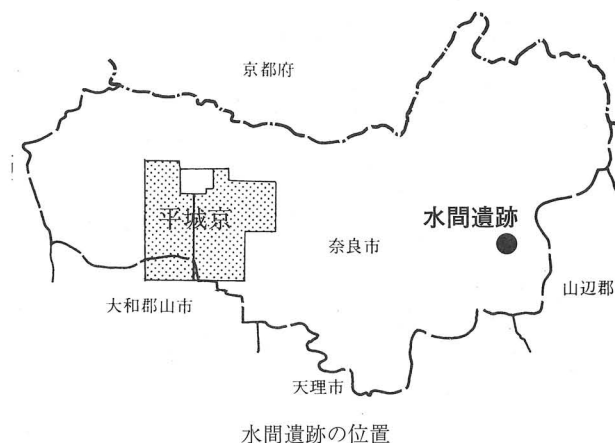 京都府
平城京
水間遺跡
奈良市
山辺郡
大和郡山市
天理市
水間遺跡の位置